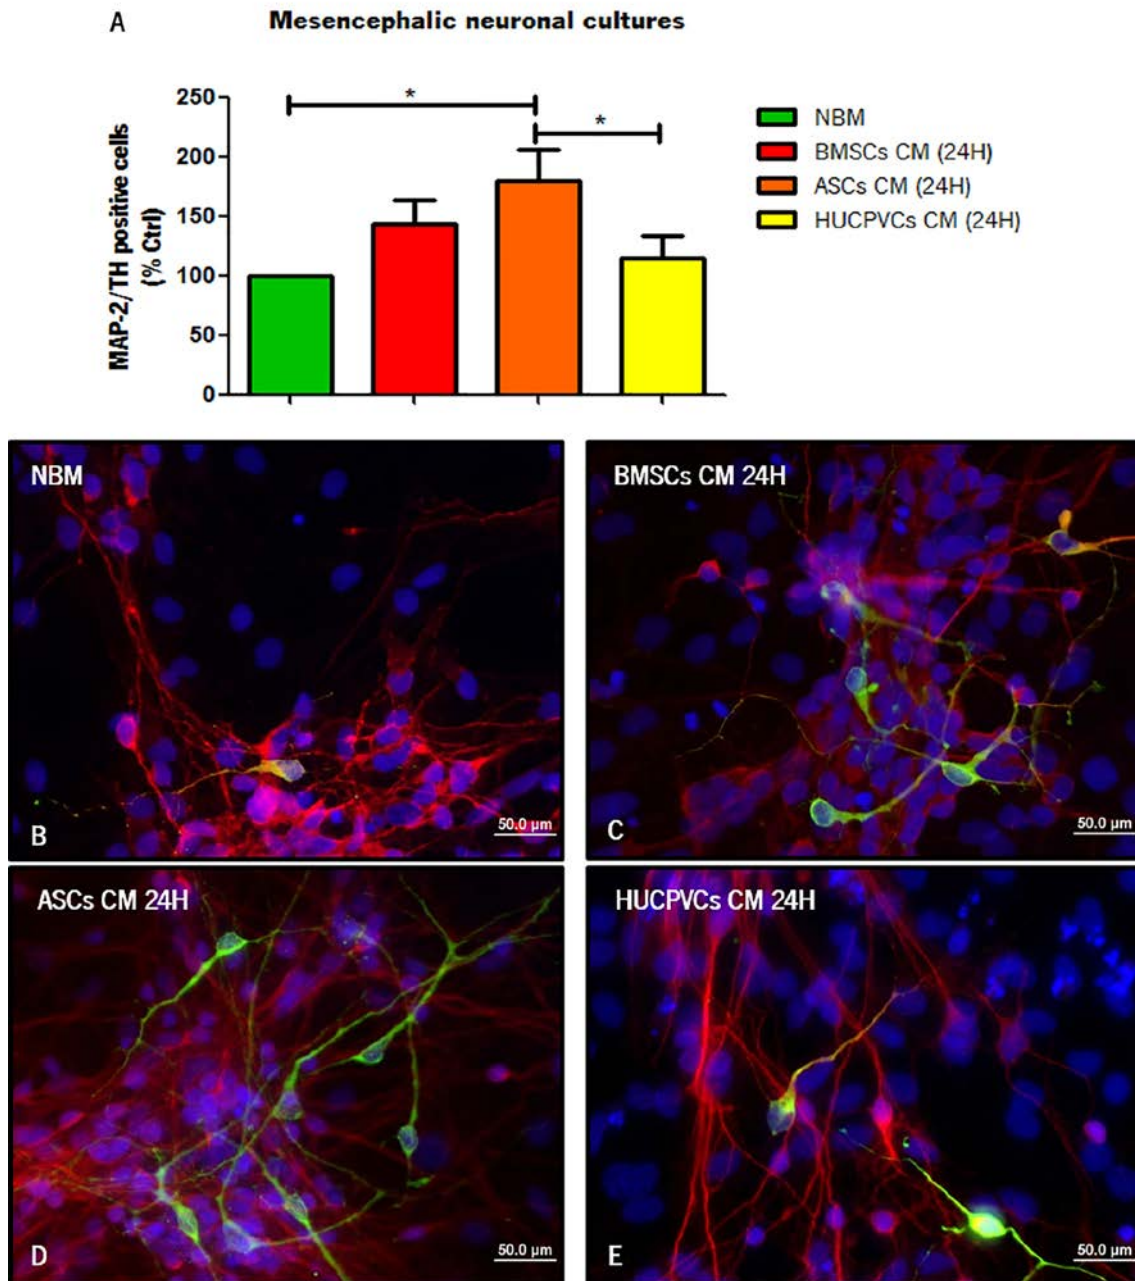 A
Mesencephalic neuronal cultures
MAP-2/TH positive cells
(% Ctrl)
250
200
150
100
50
0
*
*
NBM
BMSCs CM (24H)
ASCs CM (24H)
HUCPVCs CM (24H)
NBM
B
50.0 µm
BMSCs CM 24H
C
50.0 µm
ASCs CM 24H
D
50.0 µm
HUCPVCs CM 24H
E
50.0 µm